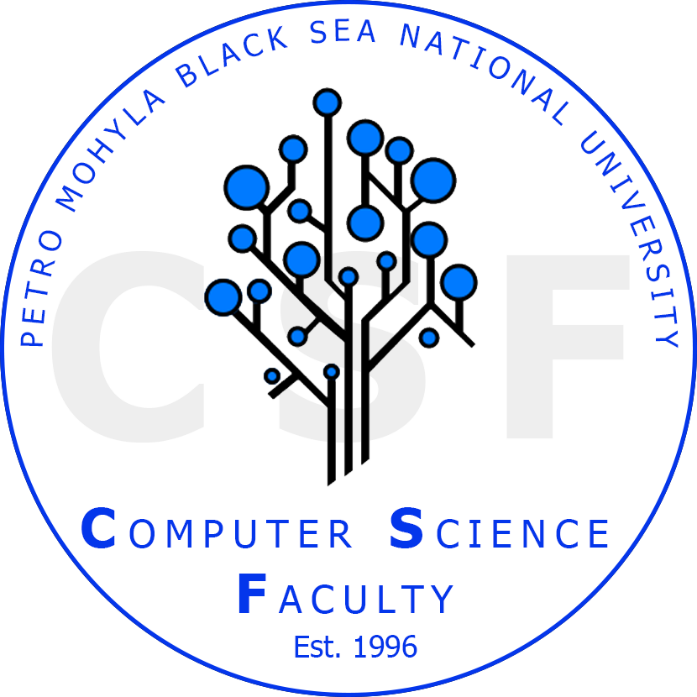 PETRO MOHYLA BLACK SEA NATIONAL UNIVERSITY
CSF
COMPUTER SCIENCE
FACULTY
Est. 1996